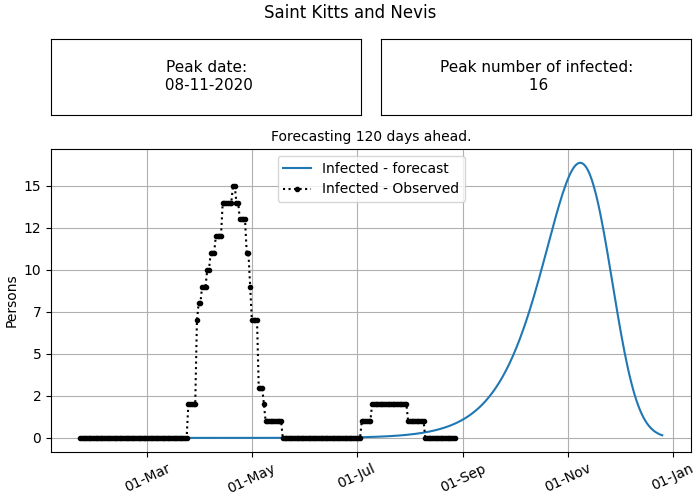 Saint Kitts and Nevis
Peak date:
08-11-2020
Peak number of infected:
16
Forecasting 120 days ahead.
Infected - forecast
Infected - Observed
Persons
15
12
10
7
5
2
0
01-Mar
01-May
01-Jul
01-Sep
01-Nov
01-Jan